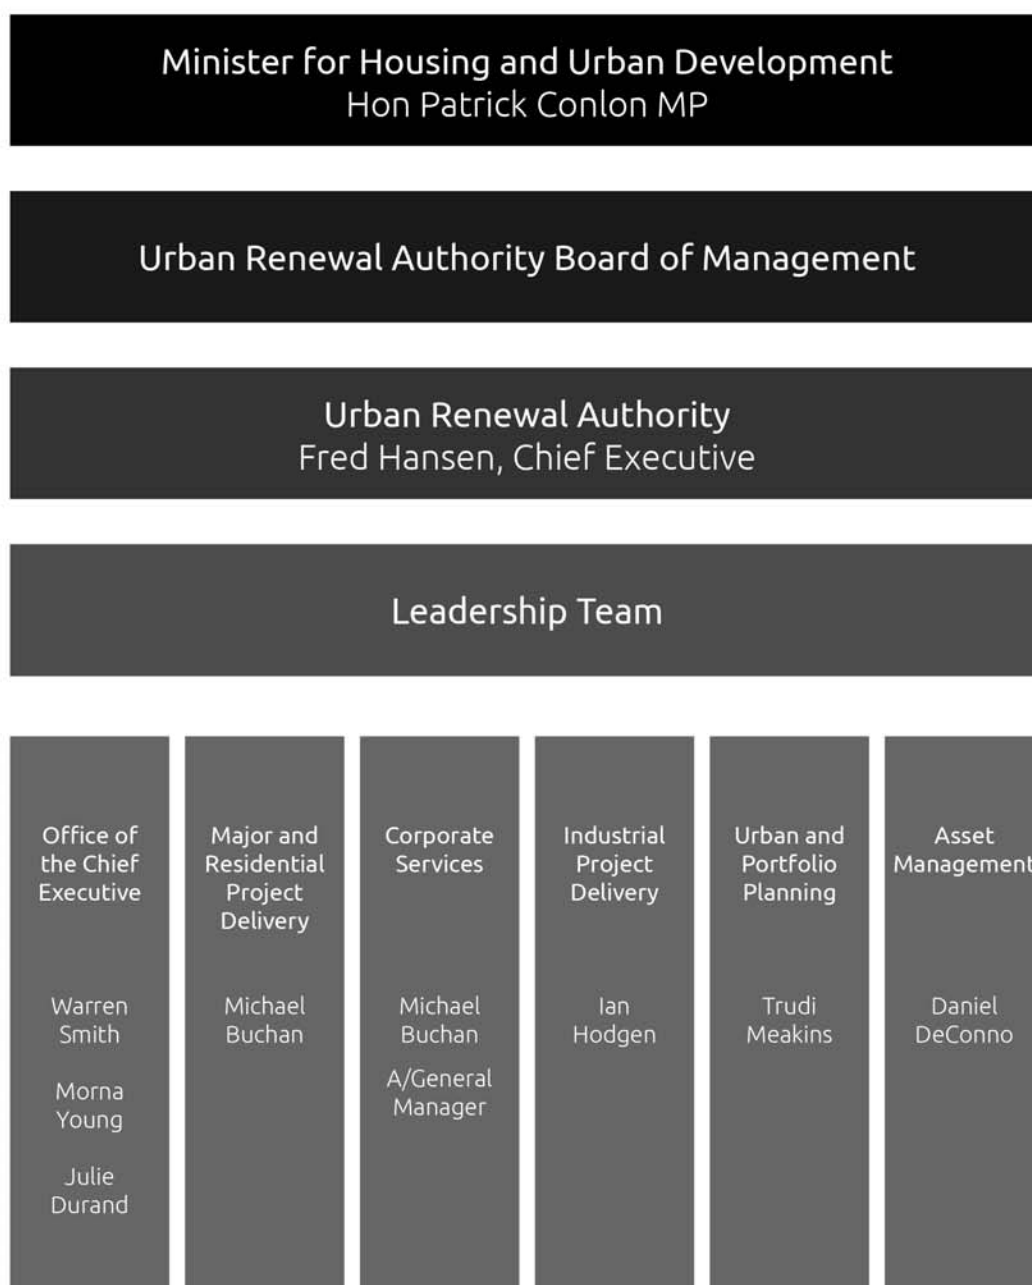 Minister for Housing and Urban Development
Hon Patrick Conlon MP
Urban Renewal Authority Board of Management
Urban Renewal Authority
Fred Hansen, Chief Executive
Leadership Team
Office of
the Chief
Executive
Warren
Smith
Morna
Young
Julie
Durand
Major and
Residential
Project
Delivery
Michael
Buchan
Corporate
Services
Michael
Buchan
A/General
Manager
Industrial
Project
Delivery
Ian
Hodgen
Urban and
Portfolio
Planning
Trudi
Meakins
Asset
Management
Daniel
DeConno